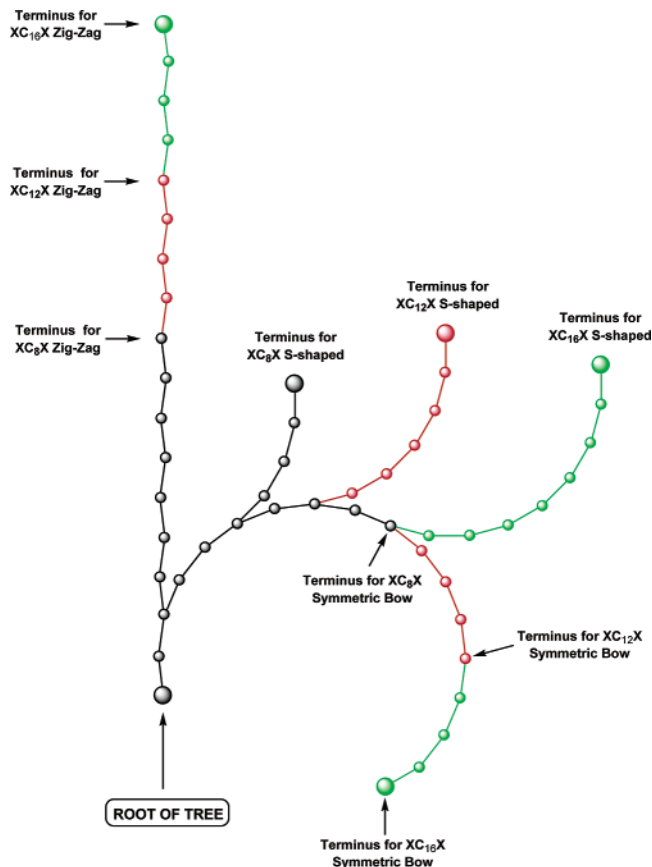 Terminus for
XC₁₆X Zig-Zag
Terminus for
XC₁₂X Zig-Zag
Terminus for
XC₈X Zig-Zag
Terminus for
XC₈X S-shaped
Terminus for
XC₁₂X S-shaped
Terminus for
XC₁₆X S-shaped
Terminus for XC₈X
Symmetric Bow
Terminus for XC₁₂X
Symmetric Bow
ROOT OF TREE
Terminus for XC₁₆X
Symmetric Bow